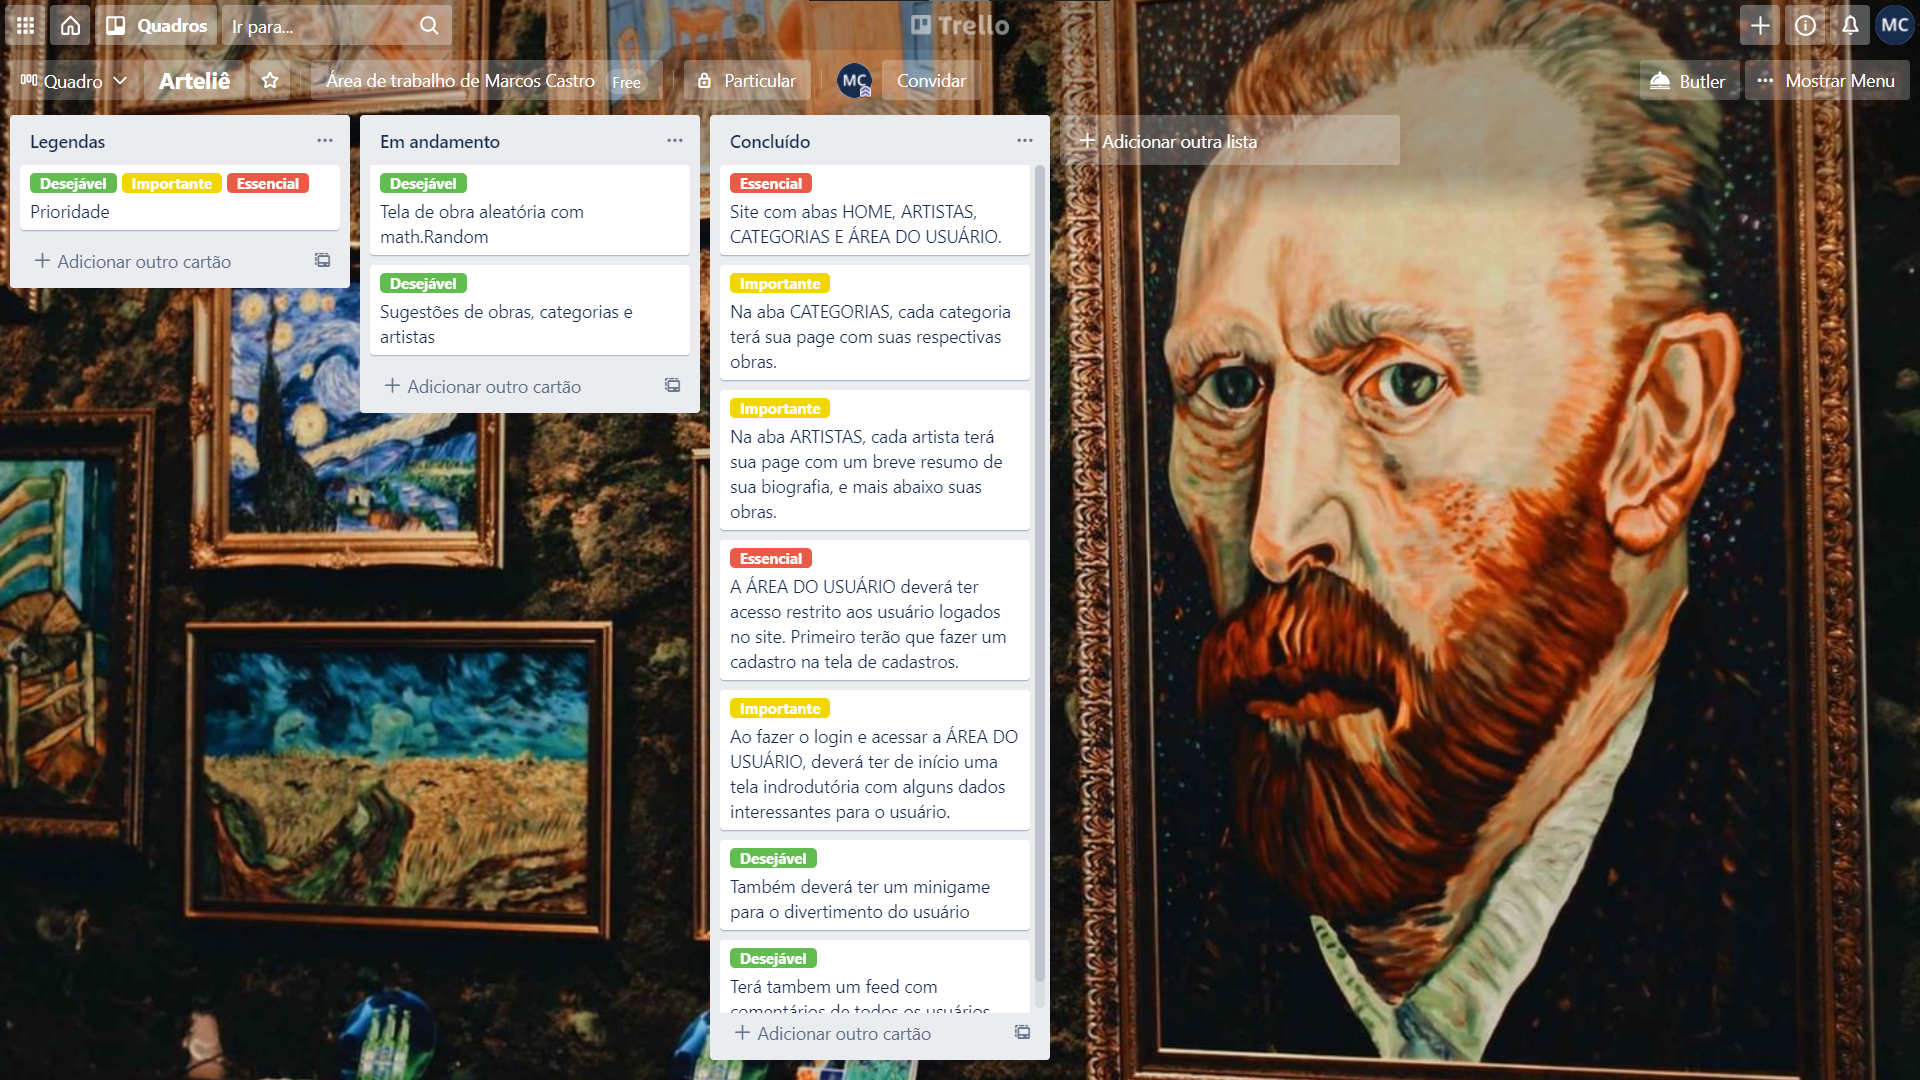 Quadros
Ir para...
Trello
MC
Quadro
Arteliê
Área de trabalho de Marcos Castro
Free
Particular
MC
Convidar
Butler
Mostrar Menu
Legendas
Desejável Importante Essencial
Prioridade
Adicionar outro cartão
Em andamento
Desejável
Tela de obra aleatória com
math.Random
Desejável
Sugestões de obras, categorias e
artistas
Adicionar outro cartão
Concluído
Essencial
Site com abas HOME, ARTISTAS,
CATEGORIAS E ÁREA DO USUÁRIO.
Importante
Na aba CATEGORIAS, cada categoria
terá sua page com suas respectivas
obras.
Importante
Na aba ARTISTAS, cada artista terá
sua page com um breve resumo de
sua biografia, e mais abaixo suas
obras.
Essencial
A ÁREA DO USUÁRIO deverá ter
acesso restrito aos usuário logados
no site. Primeiro terão que fazer um
cadastro na tela de cadastros.
Importante
Ao fazer o login e acessar a ÁREA DO
USUÁRIO, deverá ter de início uma
tela indrodutória com alguns dados
interessantes para o usuário.
Desejável
Também deverá ter um minigame
para o divertimento do usuário
Desejável
Terá tambem um feed com
comentários de todos os usuários
Adicionar outro cartão
Adicionar outra lista